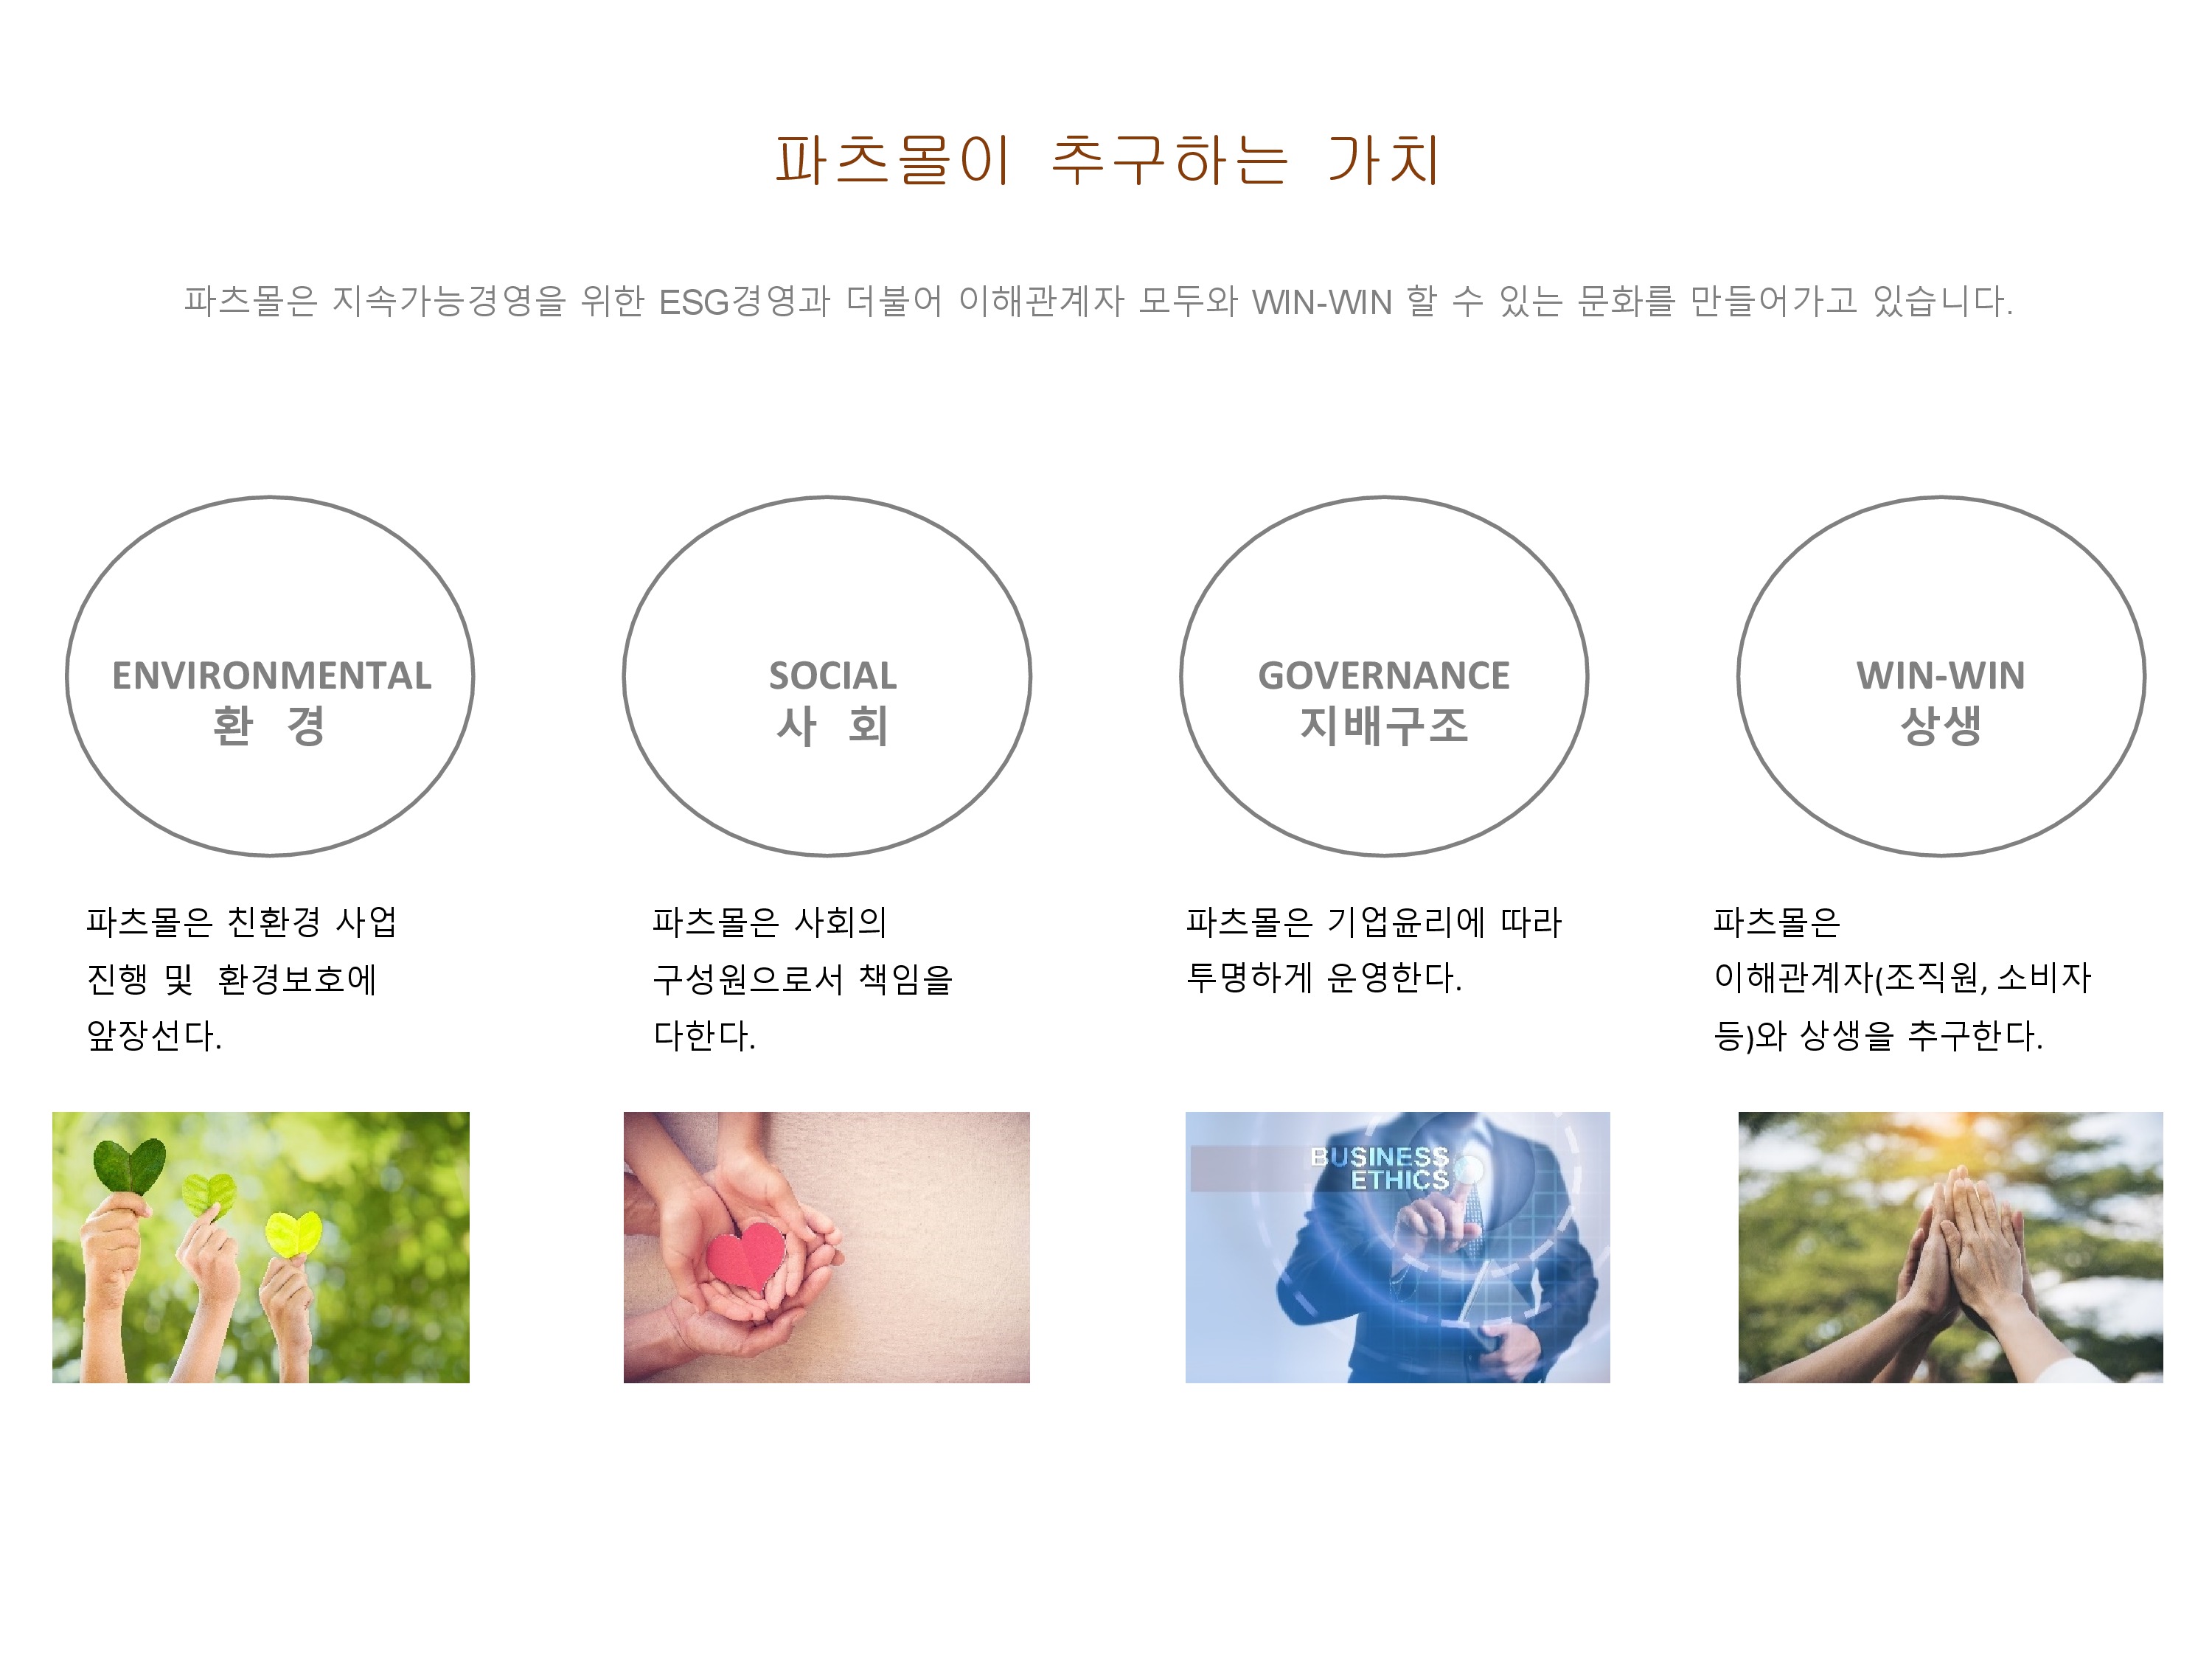 파츠몰이 추구하는 가치
파츠몰은 지속가능경영을 위한 ESG경영과 더불어 이해관계자 모두와 WIN-WIN 할 수 있는 문화를 만들어가고 있습니다.
ENVIRONMENTAL
환 경
파츠몰은 친환경 사업
진행 및 환경보호에
앞장선다.
SOCIAL
사 회
파츠몰은 사회의
구성원으로서 책임을
다한다.
GOVERNANCE
지배구조
파츠몰은 기업윤리에 따라
투명하게 운영한다.
BUSINESS
ETHICS
WIN-WIN
상생
파츠몰은
이해관계자(조직원, 소비자
등)와 상생을 추구한다.